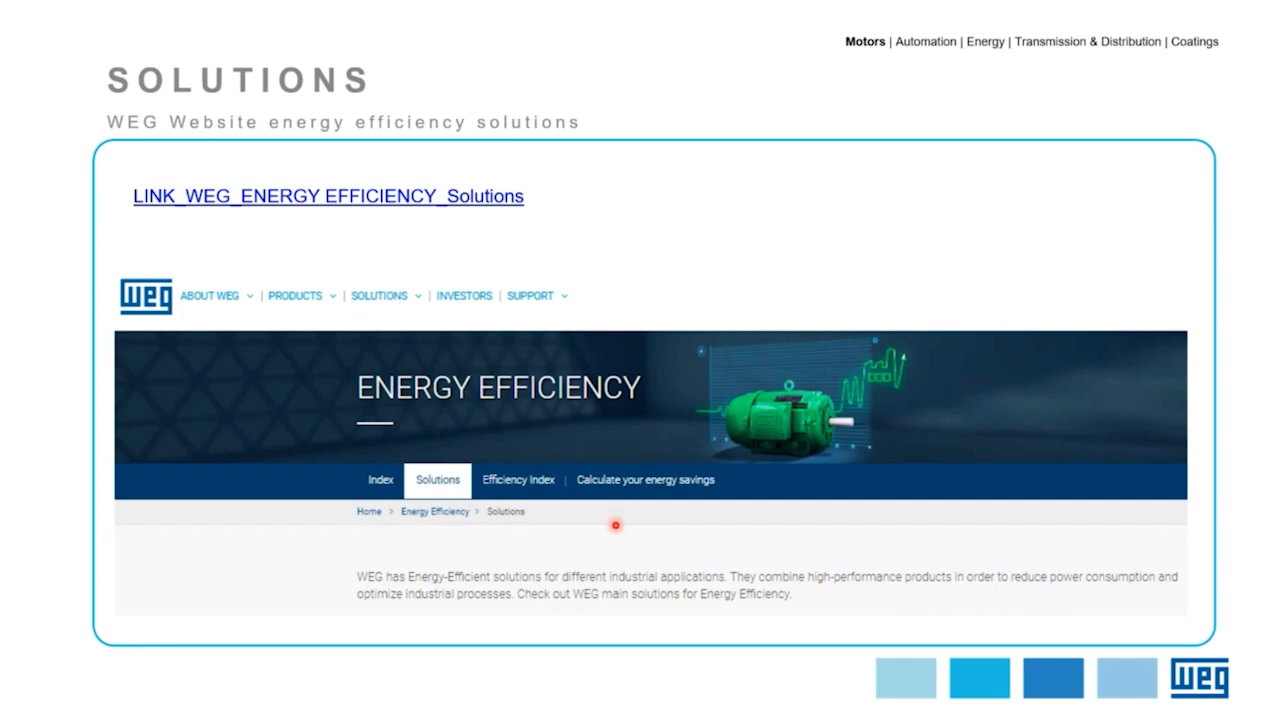 Motors | Automation | Energy | Transmission & Distribution | Coatings
SOLUTIONS
WEG Website energy efficiency solutions
LINK_WEG_ENERGY EFFICIENCY_Solutions
weg ABOUT WEG | PRODUCTS | SOLUTIONS | INVESTORS | SUPPORT
ENERGY EFFICIENCY
Index Solutions Efficiency Index | Calculate your energy savings
Home > Energy Efficiency > Solutions
WEG has Energy-Efficient solutions for different industrial applications. They combine high-performance products in order to reduce power consumption and
optimize industrial processes. Check out WEG main solutions for Energy Efficiency.
weg